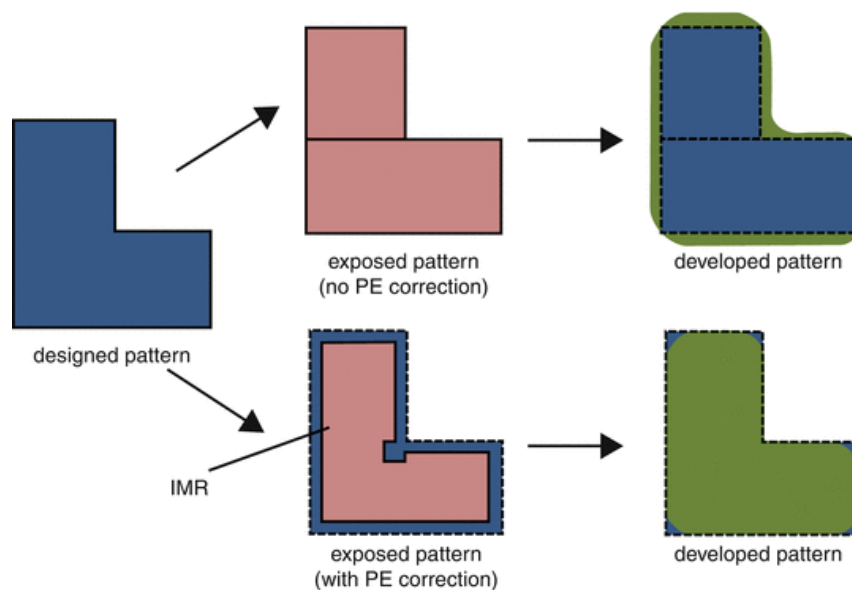 exposed pattern
(no PE correction)
developed pattern
designed pattern
IMR
exposed pattern
(with PE correction)
developed pattern